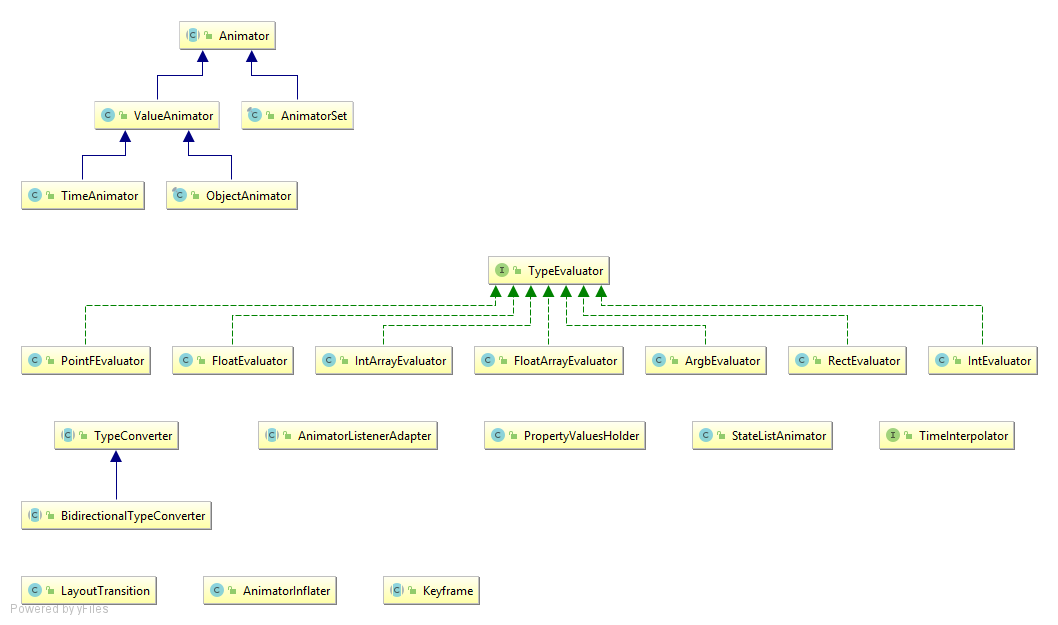 Animator
ValueAnimator
AnimatorSet
TimeAnimator
ObjectAnimator
TypeEvaluator
PointFEvaluator
FloatEvaluator
IntArrayEvaluator
FloatArrayEvaluator
ArgbEvaluator
RectEvaluator
IntEvaluator
TypeConverter
AnimatorListenerAdapter
PropertyValuesHolder
StateListAnimator
TimeInterpolator
BidirectionalTypeConverter
LayoutTransition
AnimatorInflater
Keyframe
Powered by yFiles